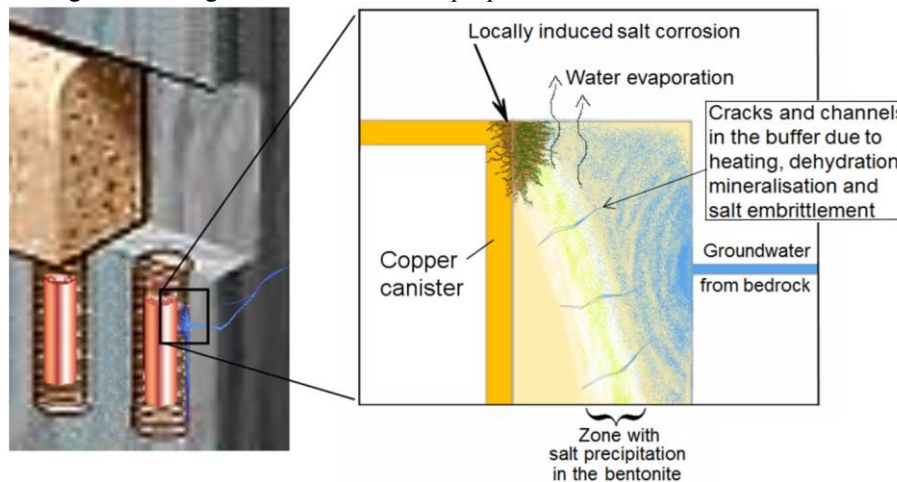 Locally induced salt corrosion
Water evaporation
Cracks and channels
in the buffer due to
heating, dehydration
mineralisation and
salt embrittlement
Copper
canister
Groundwater
from bedrock
Zone with
salt precipitation
in the bentonite